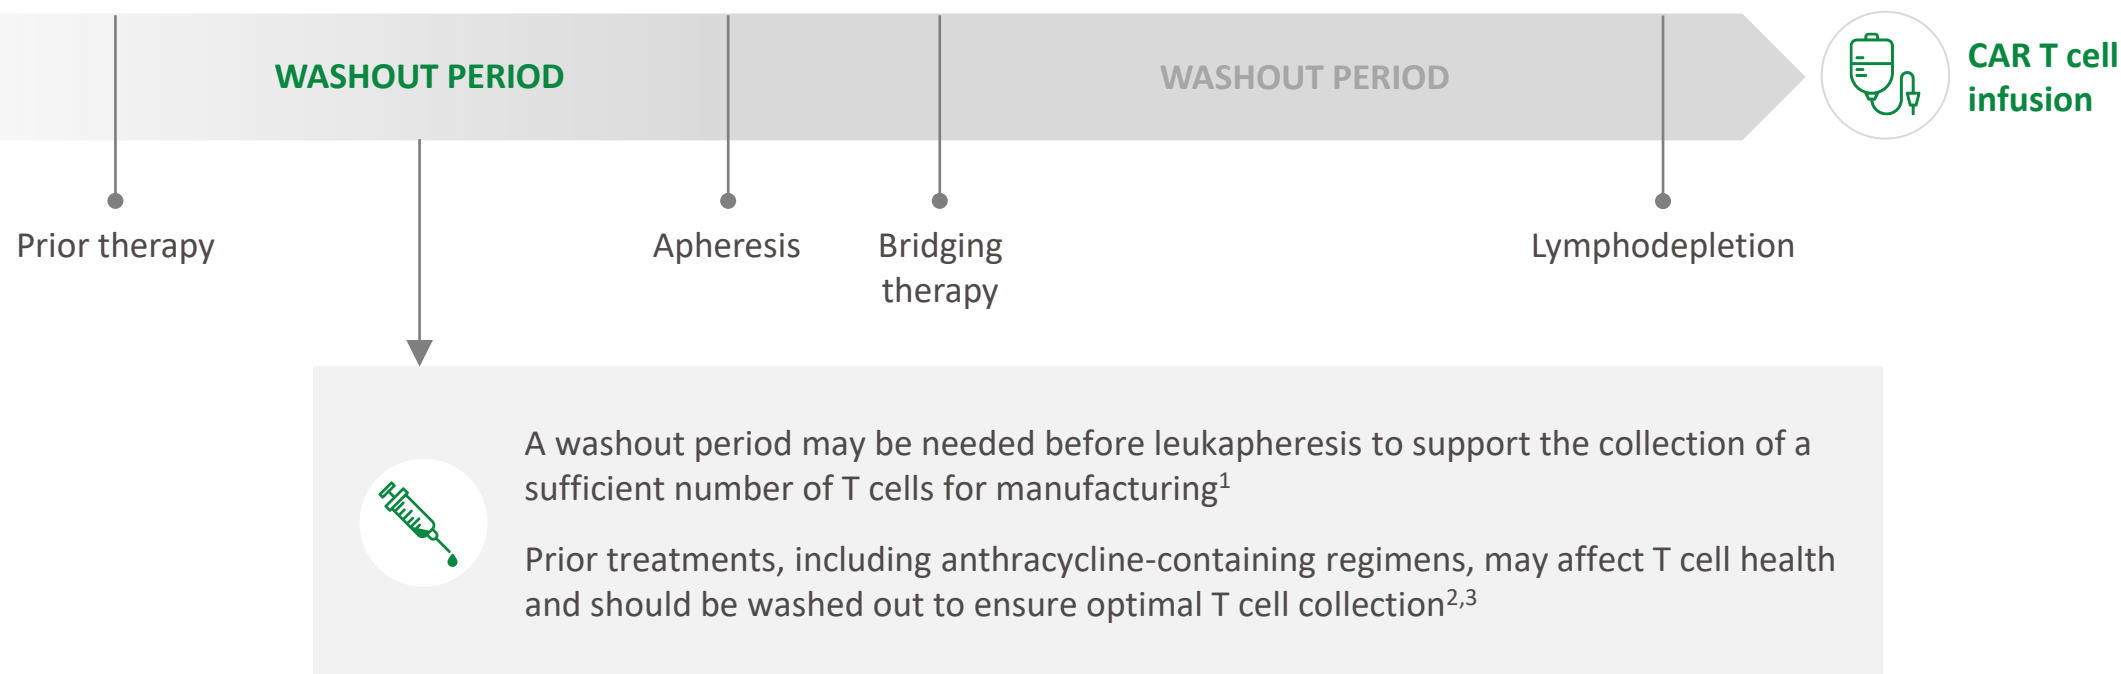 WASHOUT PERIOD
WASHOUT PERIOD
CAR T cell
infusion
Prior therapy
Apheresis
Bridging
therapy
Lymphodepletion
A washout period may be needed before leukapheresis to support the collection of a
sufficient number of T cells for manufacturing¹
Prior treatments, including anthracycline-containing regimens, may affect T cell health
and should be washed out to ensure optimal T cell collection²,³